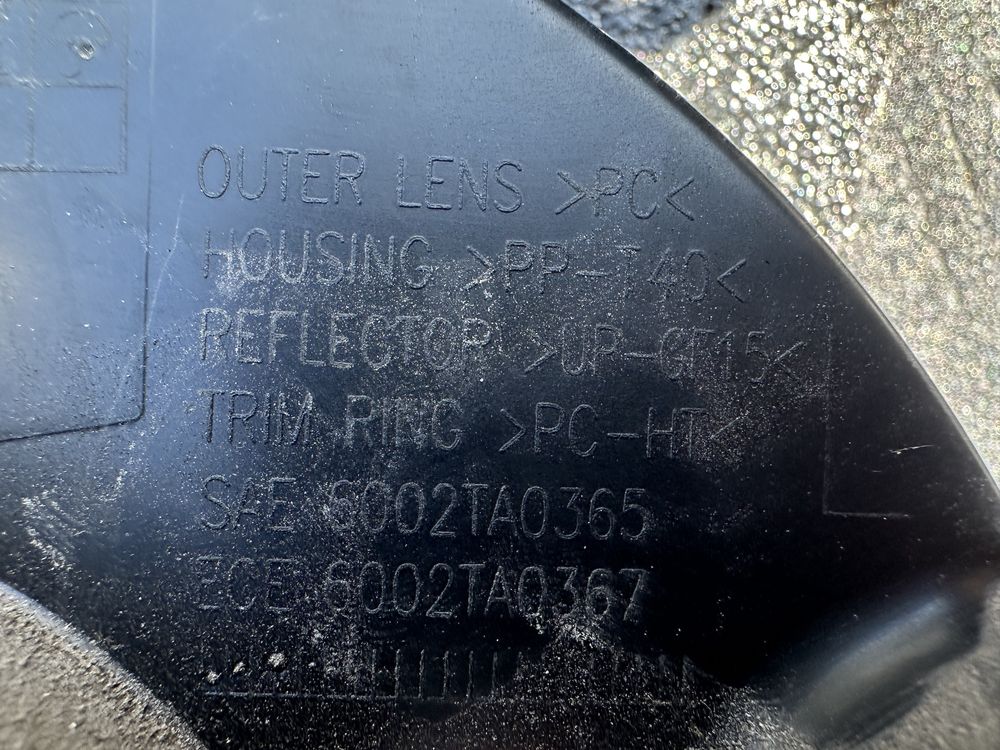 OUTER LENS >PC<
HOUSING >PP-T40<
REFLECTOR >UP-GF15<
TRIM RING >PC-HT<
SAE 6002TA0365
ECE 6002TA0367